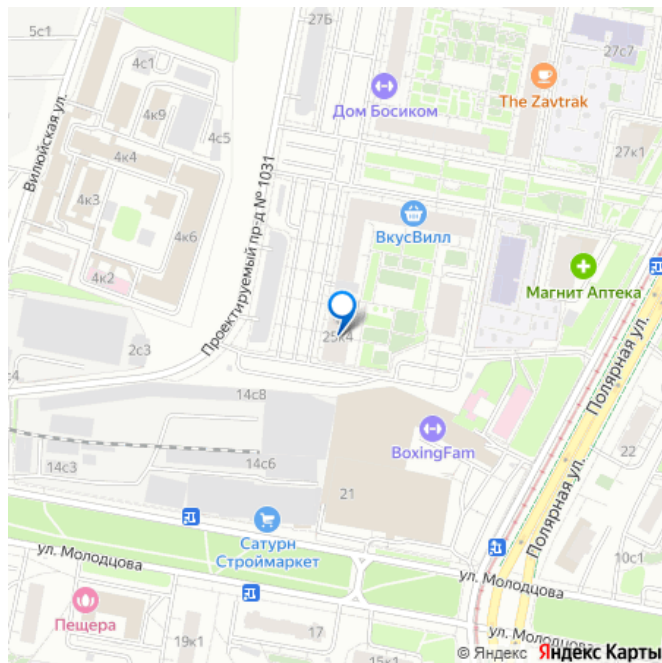 27Б
27с7
5с1
4с1
The Zavtrak
Дом Босиком
4к9
Вилюйская ул.
4с5
27к1
4к4
4к3
Проектируемый пр-д № 1031
ВкусВилл
4к6
Магнит Аптека
4к2
25к4
2с3
Полярная ул.
14с8
BoxingFam
22
14с3
14с6
21
Полярная ул.
Сатурн
Строймаркет
10с1
ул. Молодцова
ул. Молодцова
Пещера
19к1
17
ул. Молодцова
15к1
© Яндекс Яндекс Карты